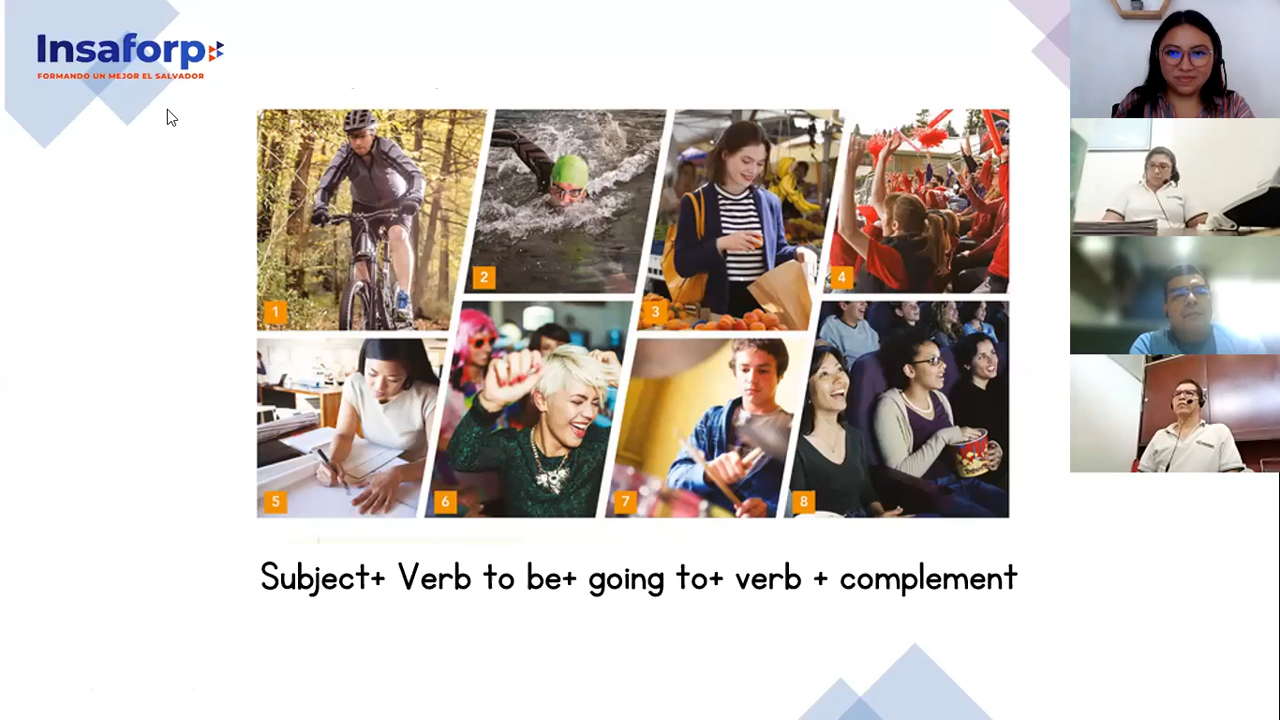 Insaforp
FORMANDO UN MEJOR EL SALVADOR
1
2
3
4
5
6
7
8
Subject+ Verb to be+ going to+ verb + complement